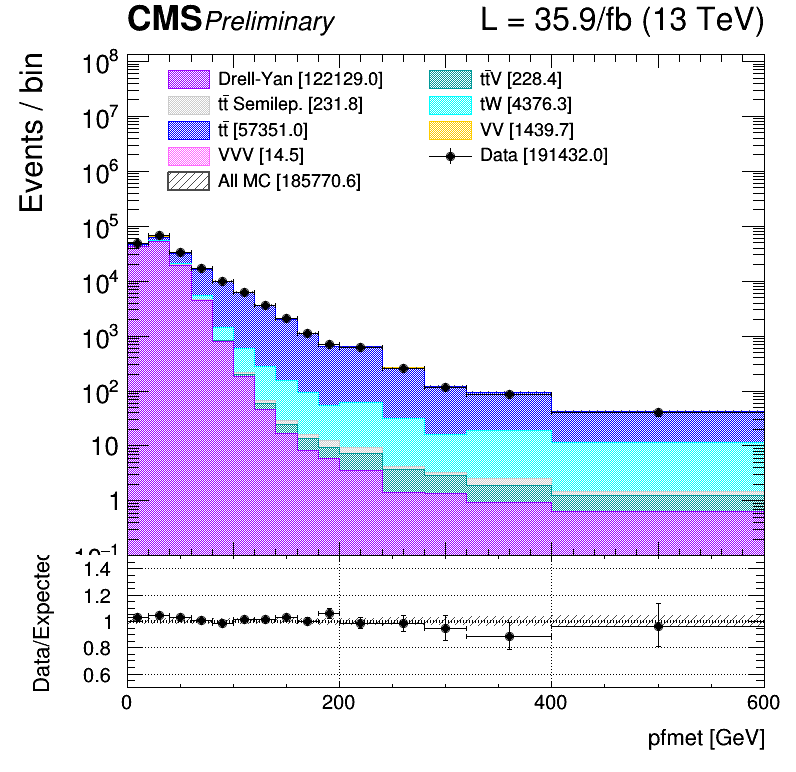 CMS Preliminary L = 35.9/fb (13 TeV)
Events / bin
Drell-Yan [122129.0]
tt̄ Semilep. [231.8]
tt̄ [57351.0]
VVV [14.5]
All MC [185770.6]
tt̄V [228.4]
tW [4376.3]
VV [1439.7]
Data [191432.0]
10⁸
10⁷
10⁶
10⁵
10⁴
10³
10²
10
1
10⁻¹
Data/Expected
1.4
1.2
1
0.8
0.6
0 200 400 600
pfmet [GeV]